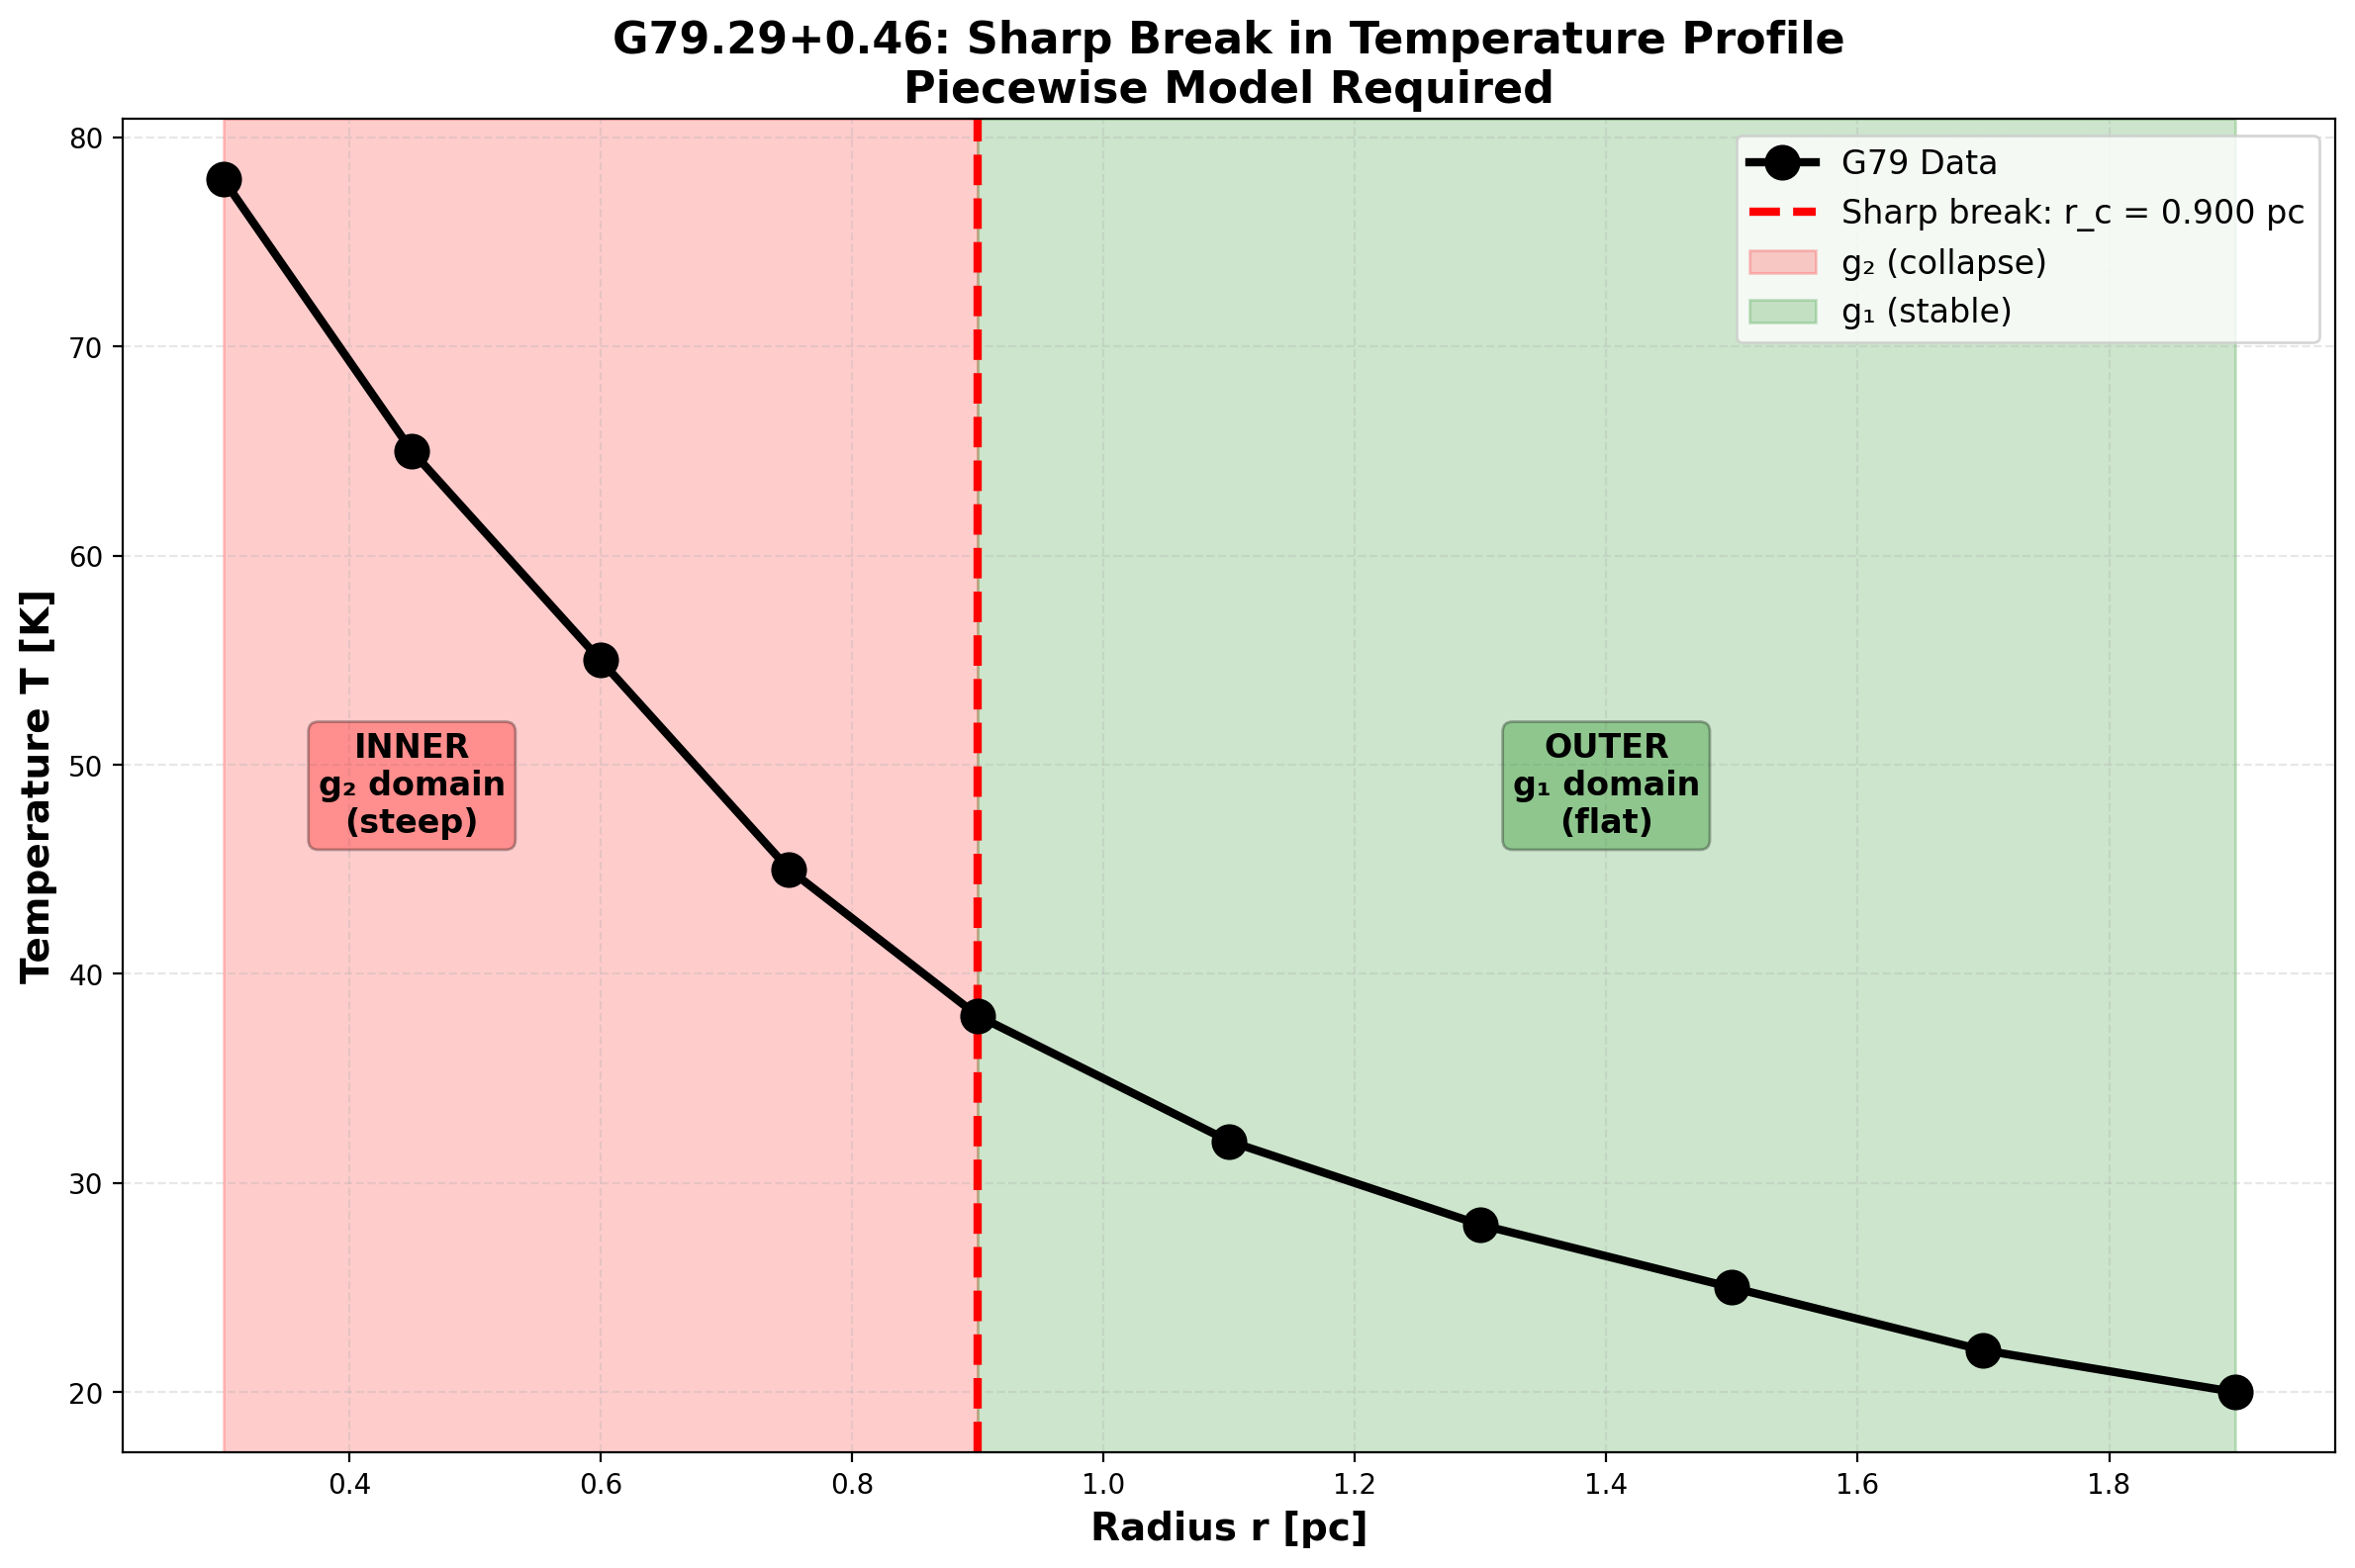 G79.29+0.46: Sharp Break in Temperature Profile
Piecewise Model Required
Temperature T [K]
80
70
60
50
40
30
20
G79 Data
Sharp break: r_c = 0.900 pc
g₂ (collapse)
g₁ (stable)
INNER
g₂ domain
(steep)
OUTER
g₁ domain
(flat)
0.4
0.6
0.8
1.0
1.2
1.4
1.6
1.8
Radius r [pc]